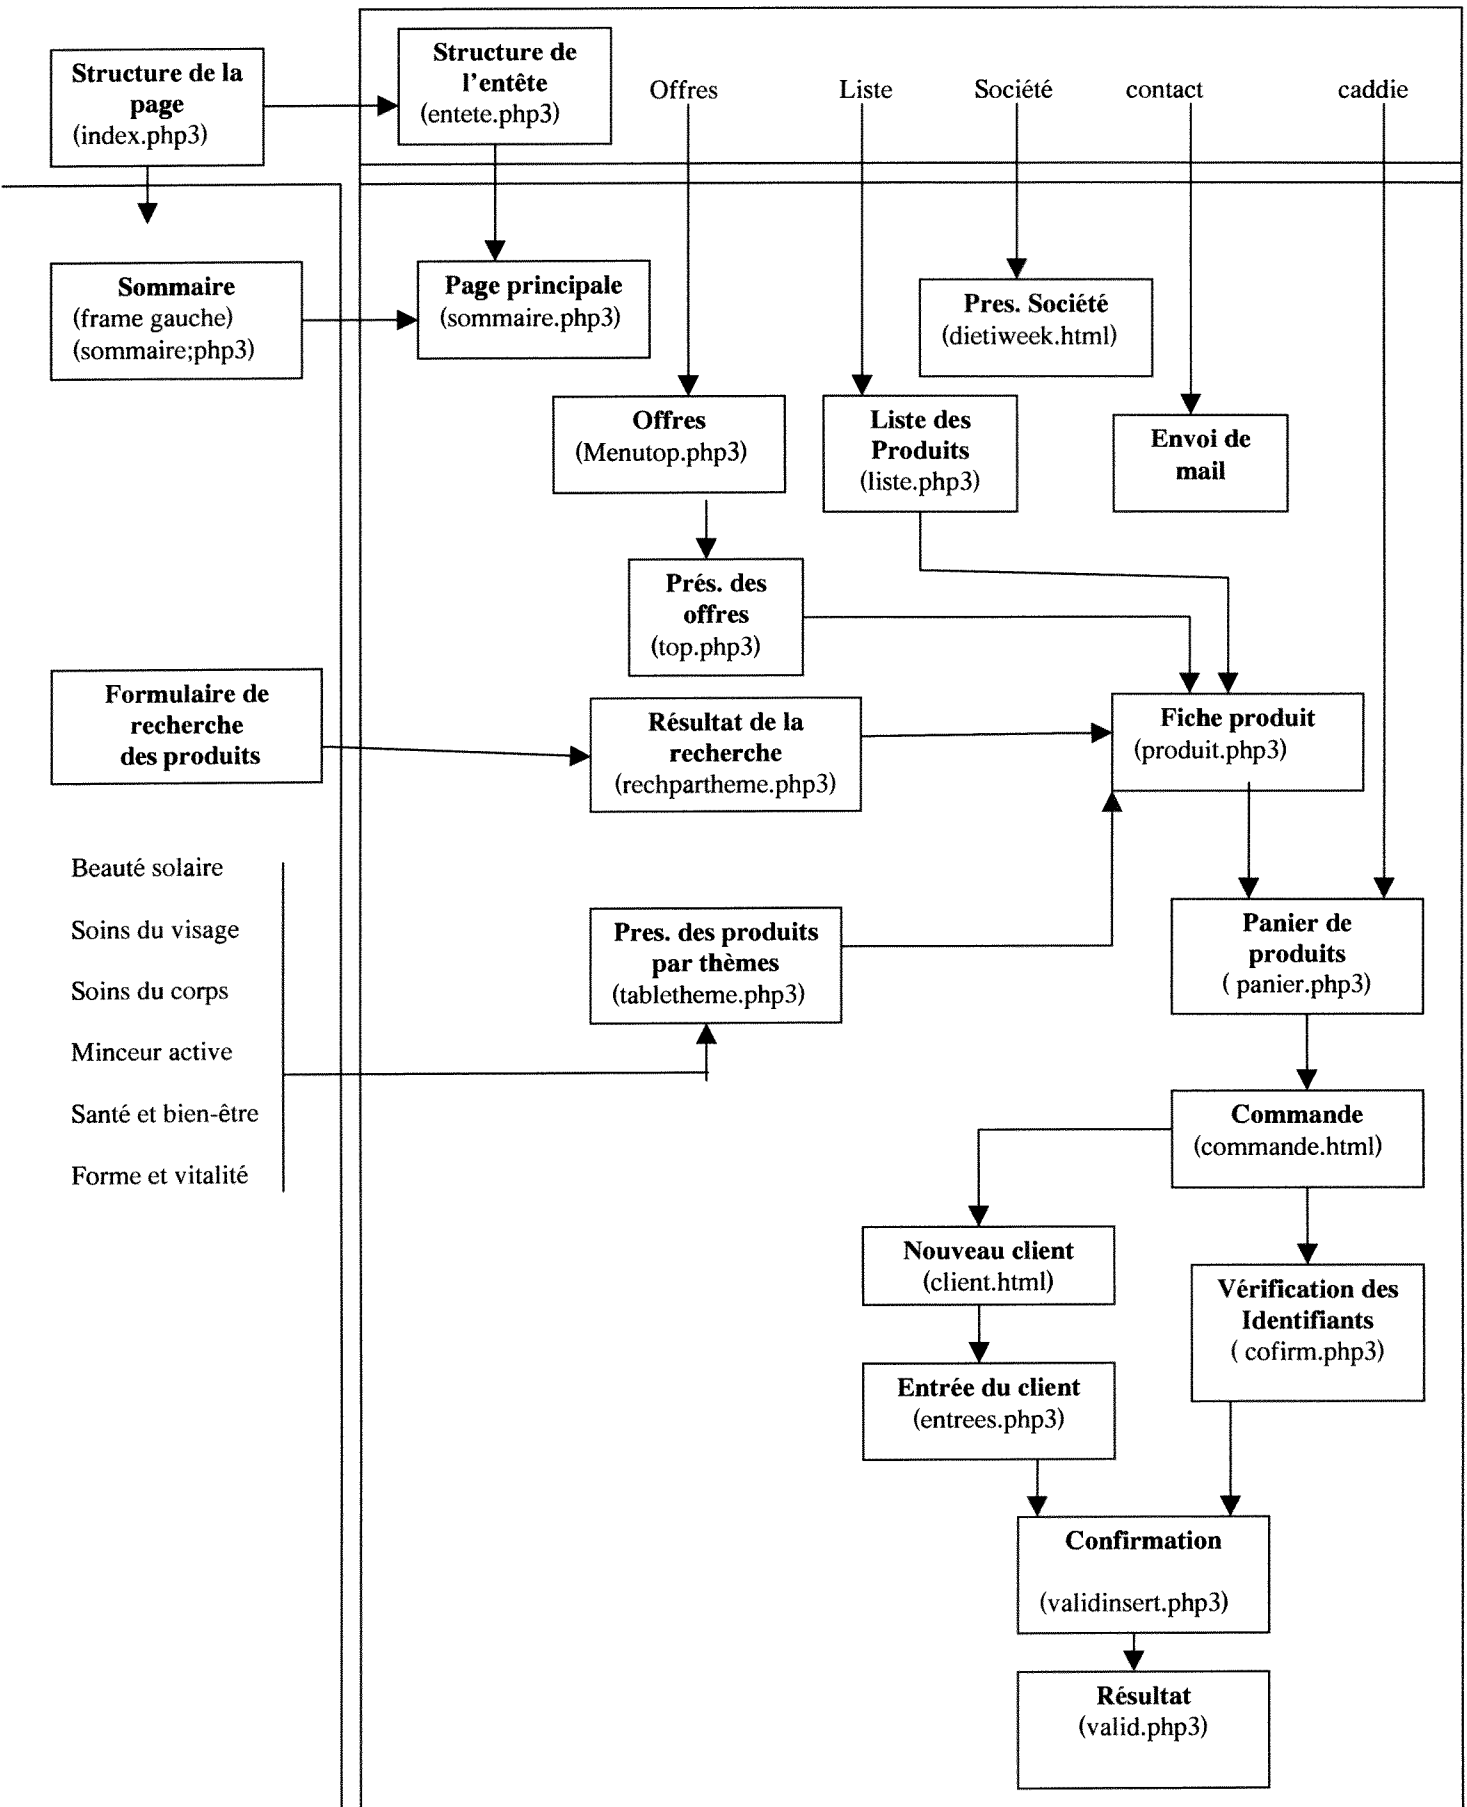 Structure de la
page
(index.php3)
Structure de
l'entête
(entete.php3)
Offres
Liste
Société
contact
caddie
Sommaire
(frame gauche)
(sommaire;php3)
Page principale
(sommaire.php3)
Pres. Société
(dietiweek.html)
Offres
(Menutop.php3)
Liste des
Produits
(liste.php3)
Envoi de
mail
Prés. des
offres
(top.php3)
Formulaire de
recherche
des produits
Résultat de la
recherche
(rechpartheme.php3)
Fiche produit
(produit.php3)
Beauté solaire
Soins du visage
Soins du corps
Minceur active
Santé et bien-être
Forme et vitalité
Pres. des produits
par thèmes
(tabletheme.php3)
Panier de
produits
( panier.php3)
Commande
(commande.html)
Nouveau client
(client.html)
Vérification des
Identifiants
( cofirm.php3)
Entrée du client
(entrees.php3)
Confirmation
(validinsert.php3)
Résultat
(valid.php3)